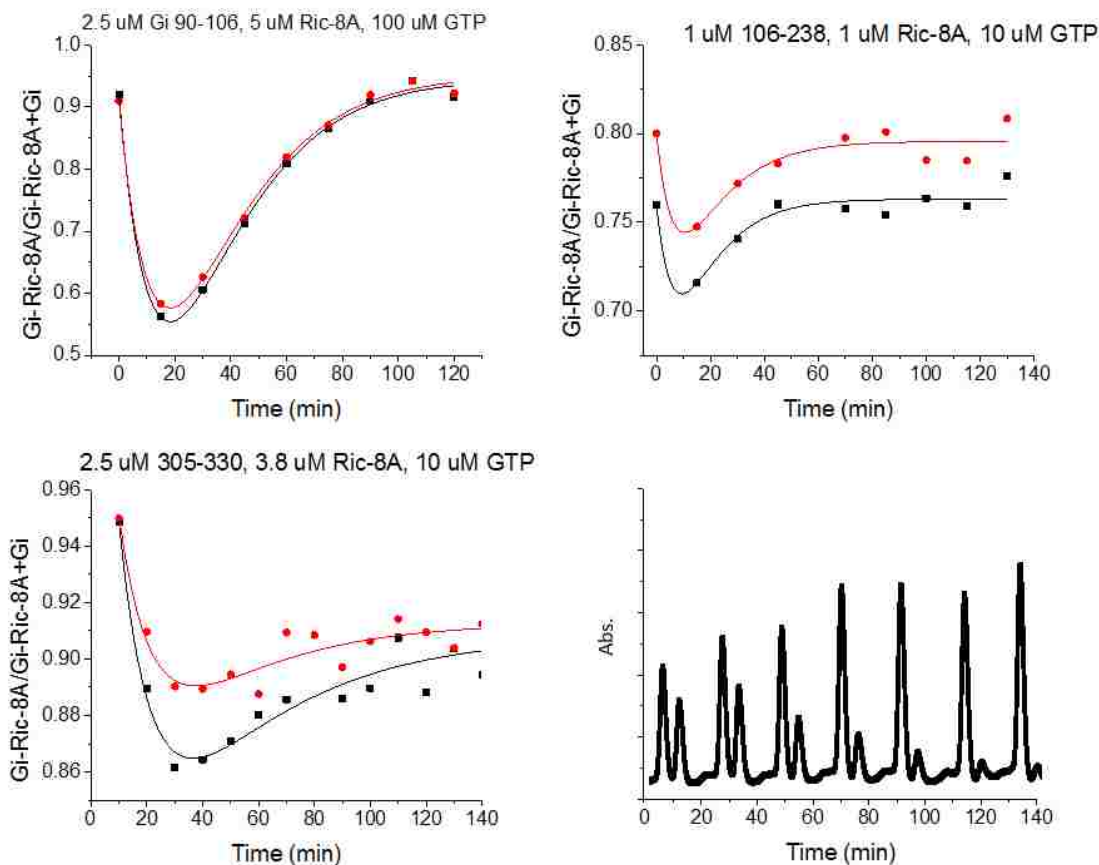 2.5 uM Gi 90-106, 5 uM Ric-8A, 100 uM GTP
1.0
0.9
0.8
0.7
0.6
0.5
Gi-Ric-8A/Gi-Ric-8A+Gi
0 20 40 60 80 100 120
Time (min)
1 uM 106-238, 1 uM Ric-8A, 10 uM GTP
0.85
0.80
0.75
0.70
Gi-Ric-8A/Gi-Ric-8A+Gi
0 20 40 60 80 100 120 140
Time (min)
2.5 uM 305-330, 3.8 uM Ric-8A, 10 uM GTP
0.96
0.94
0.92
0.90
0.88
0.86
Gi-Ric-8A/Gi-Ric-8A+Gi
0 20 40 60 80 100 120 140
Time (min)
Abs.
0 20 40 60 80 100 120 140
Time (min)